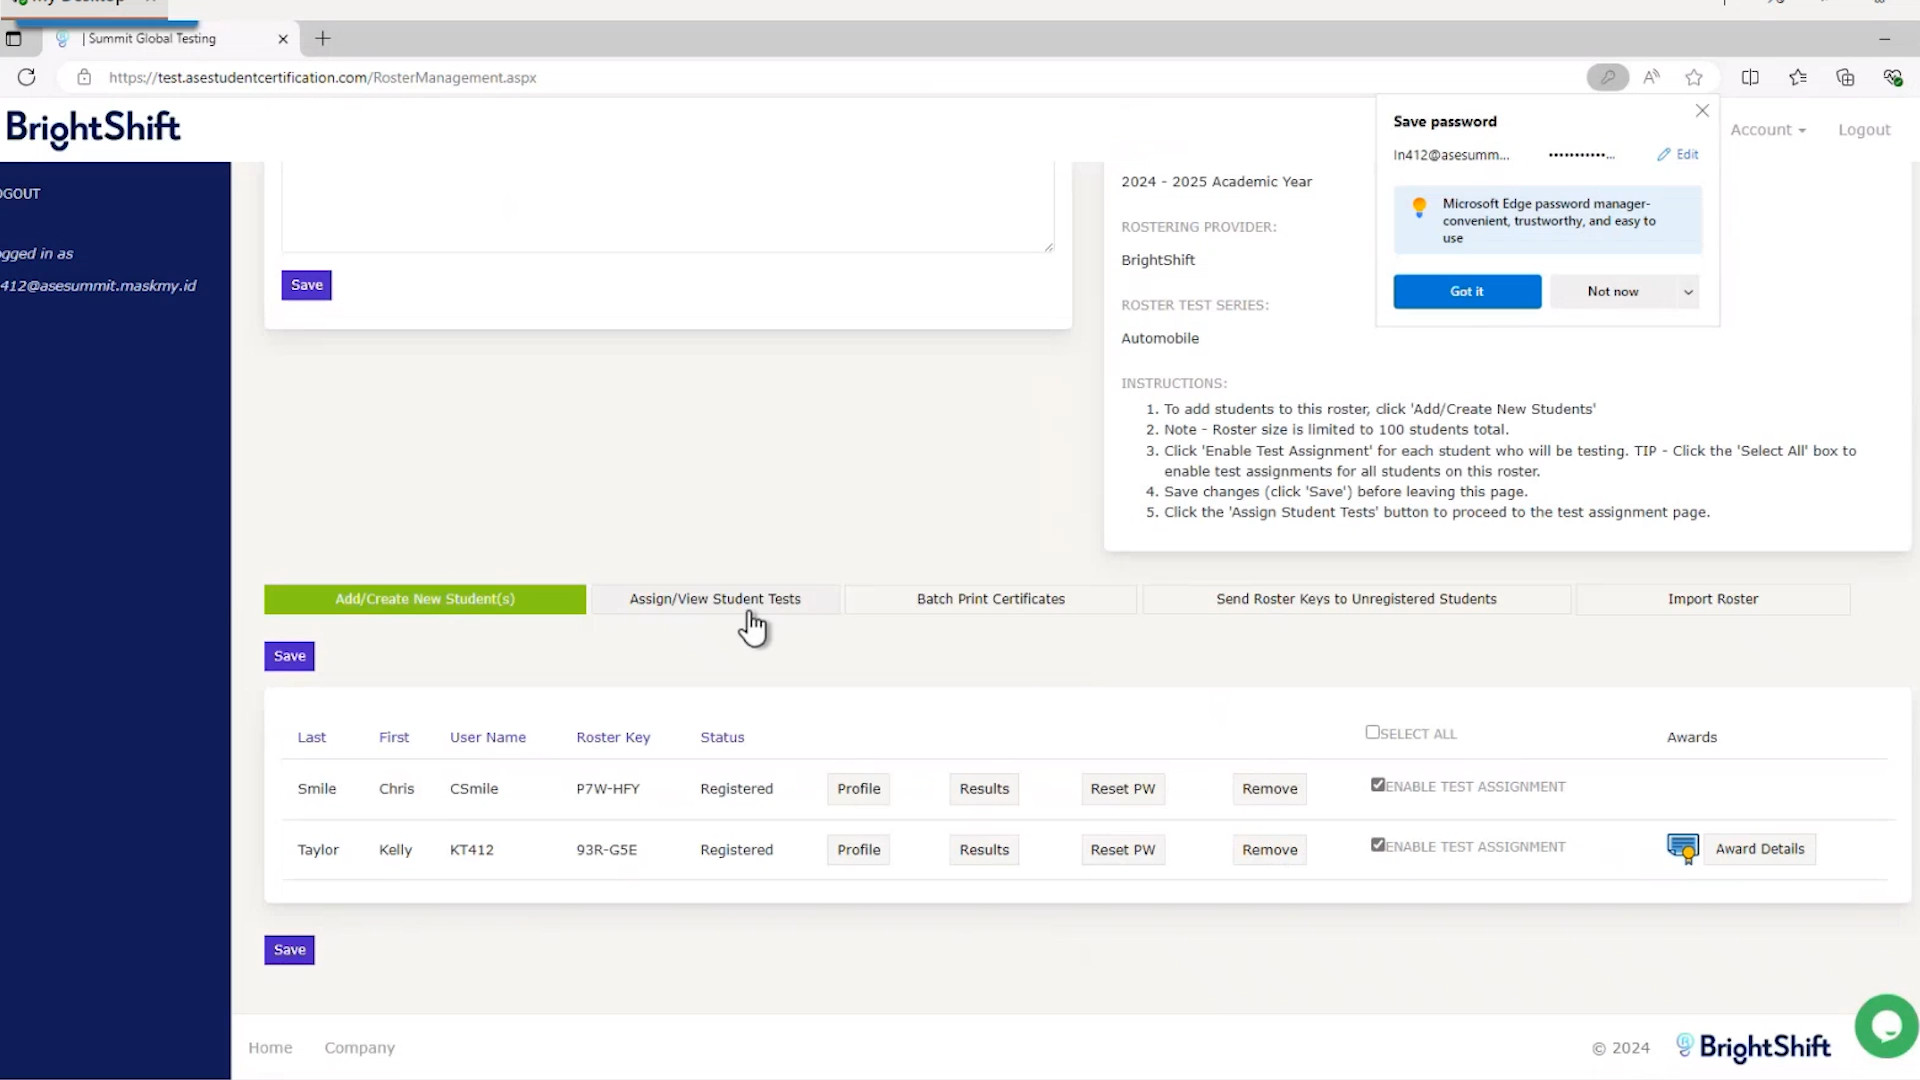 My Desktop
| Summit Global Testing
https://test.asestudentcertification.com/RosterManagement.aspx
BrightShift
Account
Logout
Save password
In412@asesumm...
••••••••••••...
Edit
Microsoft Edge password manager-
convenient, trustworthy, and easy to
use
Got it
Not now
OGOUT
ogged in as
412@asesummit.maskmy.id
Save
2024 - 2025 Academic Year
ROSTERING PROVIDER:
BrightShift
ROSTER TEST SERIES:
Automobile
INSTRUCTIONS:
1. To add students to this roster, click 'Add/Create New Students'
2. Note - Roster size is limited to 100 students total.
3. Click 'Enable Test Assignment' for each student who will be testing. TIP - Click the 'Select All' box to
enable test assignments for all students on this roster.
4. Save changes (click 'Save') before leaving this page.
5. Click the 'Assign Student Tests' button to proceed to the test assignment page.
Add/Create New Student(s)
Assign/View Student Tests
Batch Print Certificates
Send Roster Keys to Unregistered Students
Import Roster
Save
Last First User Name Roster Key Status SELECT ALL Awards
Smile Chris CSmile P7W-HFY Registered Profile Results Reset PW Remove ENABLE TEST ASSIGNMENT
Taylor Kelly KT412 93R-G5E Registered Profile Results Reset PW Remove ENABLE TEST ASSIGNMENT Award Details
Save
Home Company © 2024 BrightShift